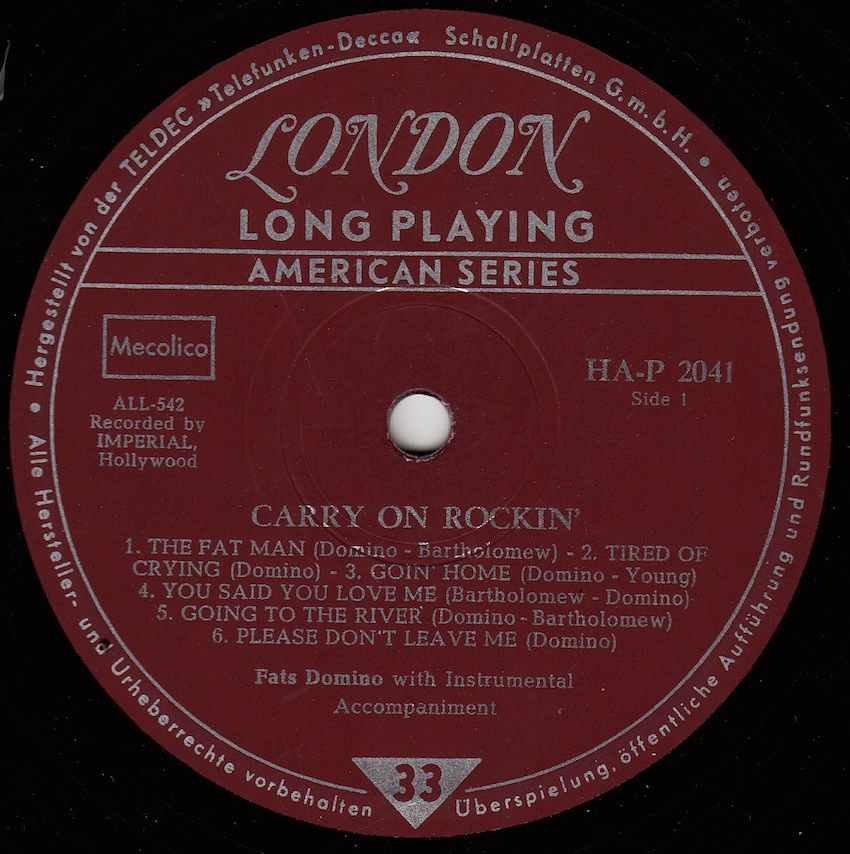 • Hergestellt von der TELDEC »Telefunken-Decca« Schallplatten G.m.b.H. •
LONDON
LONG PLAYING
AMERICAN SERIES
Mecolico
HA-P 2041
Side 1
ALL-542
Recorded by
IMPERIAL,
Hollywood
CARRY ON ROCKIN'
1. THE FAT MAN (Domino - Bartholomew) - 2. TIRED OF
CRYING (Domino) - 3. GOIN' HOME (Domino - Young)
4. YOU SAID YOU LOVE ME (Bartholomew - Domino)
5. GOING TO THE RIVER (Domino - Bartholomew)
6. PLEASE DON'T LEAVE ME (Domino)
Fats Domino with Instrumental
Accompaniment
33
Alle Hersteller- und Urheberrechte vorbehalten
Überspielung, öffentliche Aufführung und Rundfunksendung verboten